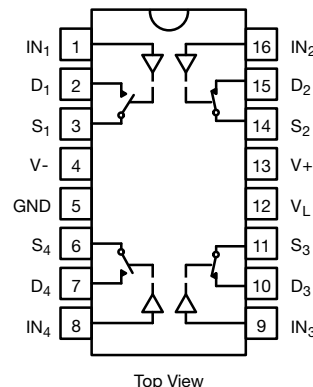 IN₁ 1 16 IN₂
D₁ 2 15 D₂
S₁ 3 14 S₂
V- 4 13 V+
GND 5 12 V_L
S₄ 6 11 S₃
D₄ 7 10 D₃
IN₄ 8 9 IN₃
Top View